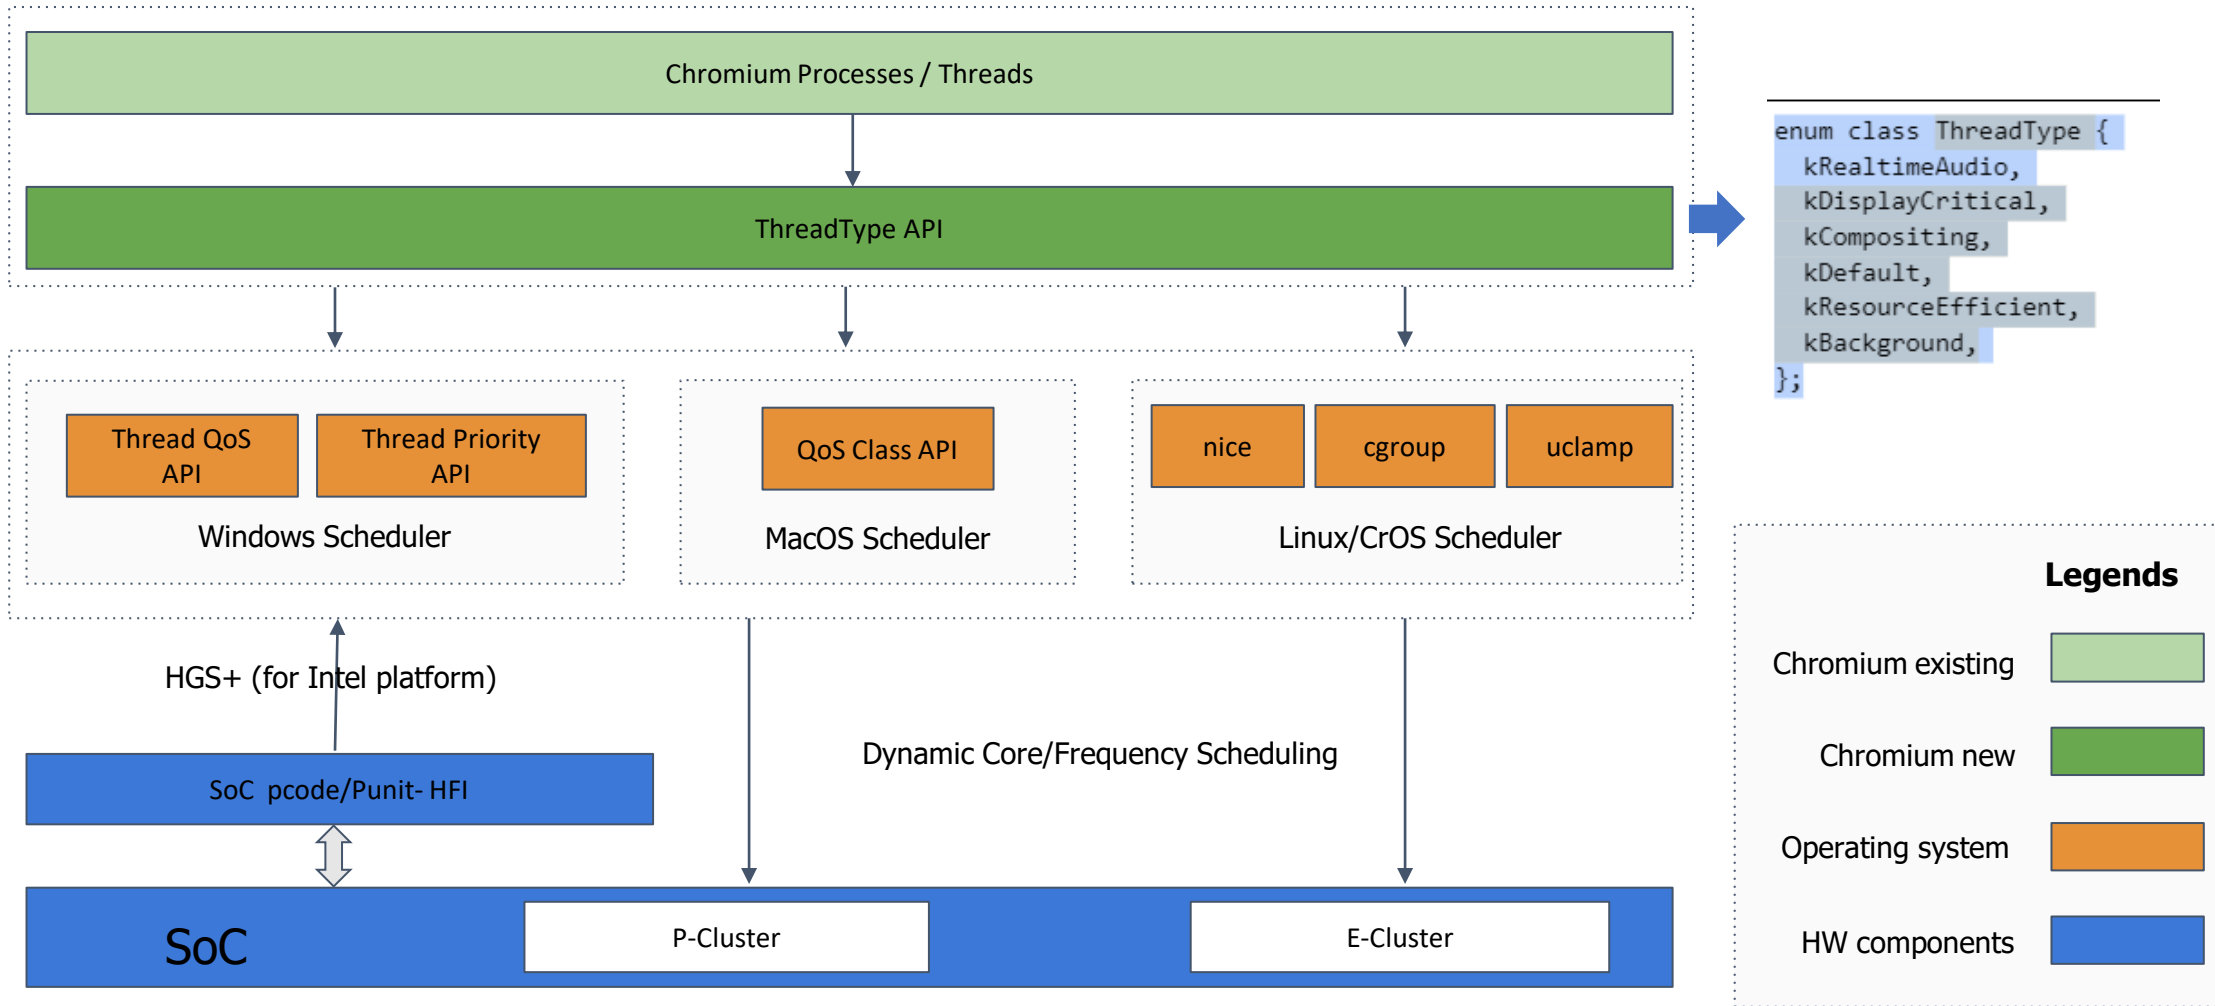 Chromium Processes / Threads
ThreadType API
enum class ThreadType {
kRealtimeAudio,
kDisplayCritical,
kCompositing,
kDefault,
kResourceEfficient,
kBackground,
};
Thread QoS
API
Thread Priority
API
Windows Scheduler
QoS Class API
MacOS Scheduler
nice
cgroup
uclamp
Linux/CrOS Scheduler
HGS+ (for Intel platform)
SoC pcode/Punit- HFI
Dynamic Core/Frequency Scheduling
SoC
P-Cluster
E-Cluster
Legends
Chromium existing
Chromium new
Operating system
HW components